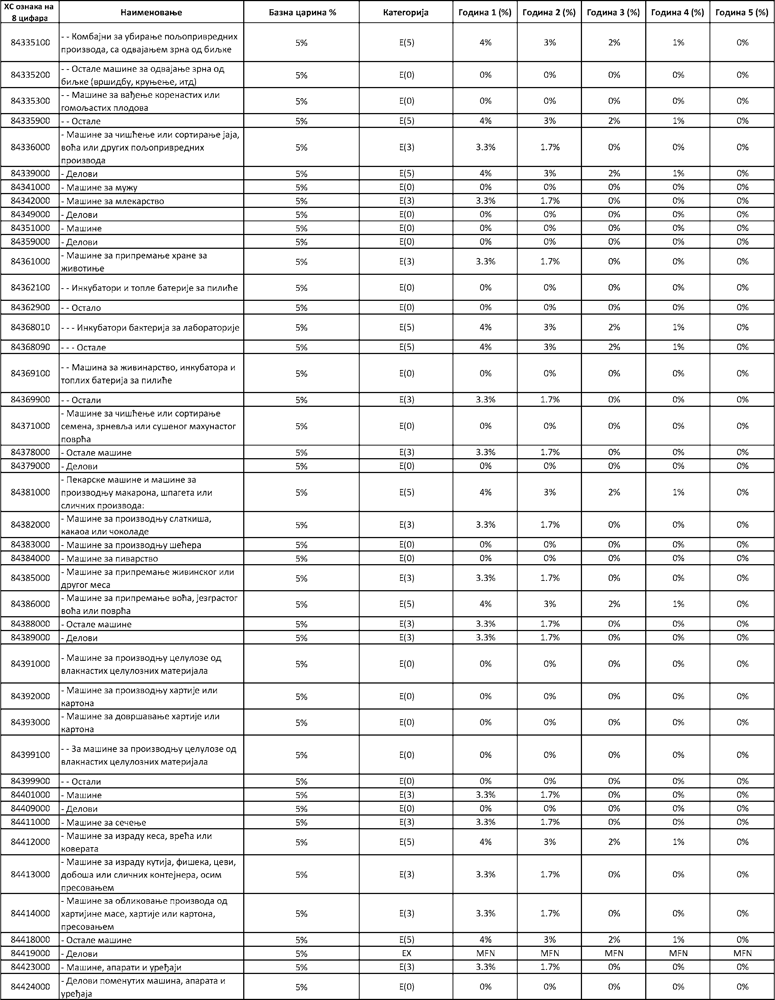 ХС ознака на 8 цифара	Наименовање	Базна царина %	Категорија	Година 1 (%)	Година 2 (%)	Година 3 (%)	Година 4 (%)	Година 5 (%)
84335100	- - Комбајни за убирање пољопривредних производа, са одвајањем зрна од биљке	5%	E(5)	4%	3%	2%	1%	0%
84335200	- - Остале машине за одвајање зрна од биљке (вршидбу, круњење, итд)	5%	E(0)	0%	0%	0%	0%	0%
84335300	- - Машине за вађење коренастих или гомољастих плодова	5%	E(0)	0%	0%	0%	0%	0%
84335900	- - Остале	5%	E(5)	4%	3%	2%	1%	0%
84336000	- Машине за чишћење или сортирање јаја, воћа или других пољопривредних производа	5%	E(3)	3.3%	1.7%	0%	0%	0%
84339000	- Делови	5%	E(5)	4%	3%	2%	1%	0%
84341000	- Машине за мужу	5%	E(0)	0%	0%	0%	0%	0%
84342000	- Машине за млекарство	5%	E(3)	3.3%	1.7%	0%	0%	0%
84349000	- Делови	5%	E(0)	0%	0%	0%	0%	0%
84351000	- Машине	5%	E(0)	0%	0%	0%	0%	0%
84359000	- Делови	5%	E(0)	0%	0%	0%	0%	0%
84361000	- Машине за припремање хране за животиње	5%	E(3)	3.3%	1.7%	0%	0%	0%
84362100	- - Инкубатори и топле батерије за пилиће	5%	E(0)	0%	0%	0%	0%	0%
84362900	- - Остало	5%	E(0)	0%	0%	0%	0%	0%
84368010	- - - Инкубатори бактерија за лабораторије	5%	E(5)	4%	3%	2%	1%	0%
84368090	- - - Остале	5%	E(5)	4%	3%	2%	1%	0%
84369100	- - Машина за живинарство, инкубатора и топлих батерија за пилиће	5%	E(0)	0%	0%	0%	0%	0%
84369900	- - Остали	5%	E(3)	3.3%	1.7%	0%	0%	0%
84371000	- Машине за чишћење или сортирање семена, зрневља или сушеног махунастог поврћа	5%	E(0)	0%	0%	0%	0%	0%
84378000	- Остале машине	5%	E(3)	3.3%	1.7%	0%	0%	0%
84379000	- Делови	5%	E(0)	0%	0%	0%	0%	0%
84381000	- Пекарске машине и машине за производњу макарона, шпагета или сличних производа:	5%	E(5)	4%	3%	2%	1%	0%
84382000	- Машине за производњу слаткиша, какаоа или чоколаде	5%	E(3)	3.3%	1.7%	0%	0%	0%
84383000	- Машине за производњу шећера	5%	E(0)	0%	0%	0%	0%	0%
84384000	- Машине за пиварство	5%	E(0)	0%	0%	0%	0%	0%
84385000	- Машине за припремање живинског или другог меса	5%	E(3)	3.3%	1.7%	0%	0%	0%
84386000	- Машине за припремање воћа, језграстог воћа или поврћа	5%	E(5)	4%	3%	2%	1%	0%
84388000	- Остале машине	5%	E(3)	3.3%	1.7%	0%	0%	0%
84389000	- Делови	5%	E(3)	3.3%	1.7%	0%	0%	0%
84391000	- Машине за производњу целулозе од влакнастих целулозних материјала	5%	E(0)	0%	0%	0%	0%	0%
84392000	- Машине за производњу хартије или картона	5%	E(0)	0%	0%	0%	0%	0%
84393000	- Машине за довршавање хартије или картона	5%	E(0)	0%	0%	0%	0%	0%
84399100	- - За машине за производњу целулозе од влакнастих целулозних материјала	5%	E(0)	0%	0%	0%	0%	0%
84399900	- - Остали	5%	E(0)	0%	0%	0%	0%	0%
84401000	- Машине	5%	E(3)	3.3%	1.7%	0%	0%	0%
84409000	- Делови	5%	E(0)	0%	0%	0%	0%	0%
84411000	- Машине за сечење	5%	E(3)	3.3%	1.7%	0%	0%	0%
84412000	- Машине за израду кеса, врећа или коверата	5%	E(5)	4%	3%	2%	1%	0%
84413000	- Машине за израду кутија, фишека, цеви, добоша или сличних контејнера, осим пресовањем	5%	E(3)	3.3%	1.7%	0%	0%	0%
84414000	- Машине за обликовање производа од хартијине масе, хартије или картона, пресовањем	5%	E(3)	3.3%	1.7%	0%	0%	0%
84418000	- Остале машине	5%	E(5)	4%	3%	2%	1%	0%
84419000	- Делови	5%	EX	MFN	MFN	MFN	MFN	MFN
84423000	- Машине, апарати и уређаји	5%	E(3)	3.3%	1.7%	0%	0%	0%
84424000	- Делови поменутих машина, апарата и уређаја	5%	E(0)	0%	0%	0%	0%	0%